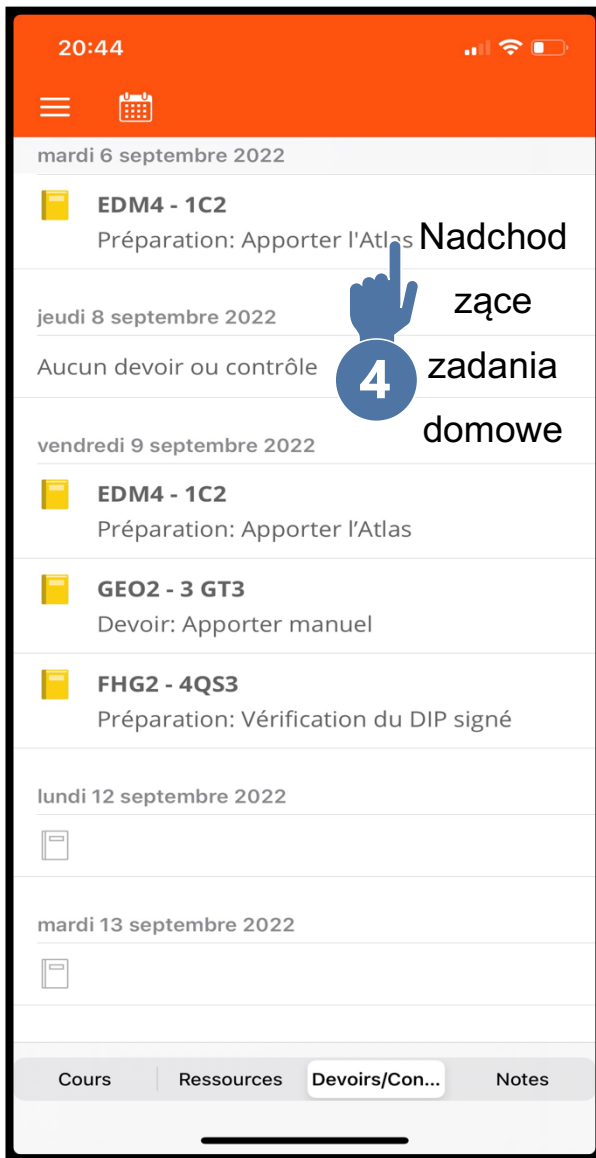 20:44
mardi 6 septembre 2022
EDM4 - 1C2
Préparation: Apporter l'Atlas
Nadchod
zące
zadania
domowe
4
jeudi 8 septembre 2022
Aucun devoir ou contrôle
vendredi 9 septembre 2022
EDM4 - 1C2
Préparation: Apporter l’Atlas
GEO2 - 3 GT3
Devoir: Apporter manuel
FHG2 - 4QS3
Préparation: Vérification du DIP signé
lundi 12 septembre 2022
mardi 13 septembre 2022
Cours Ressources Devoirs/Con... Notes